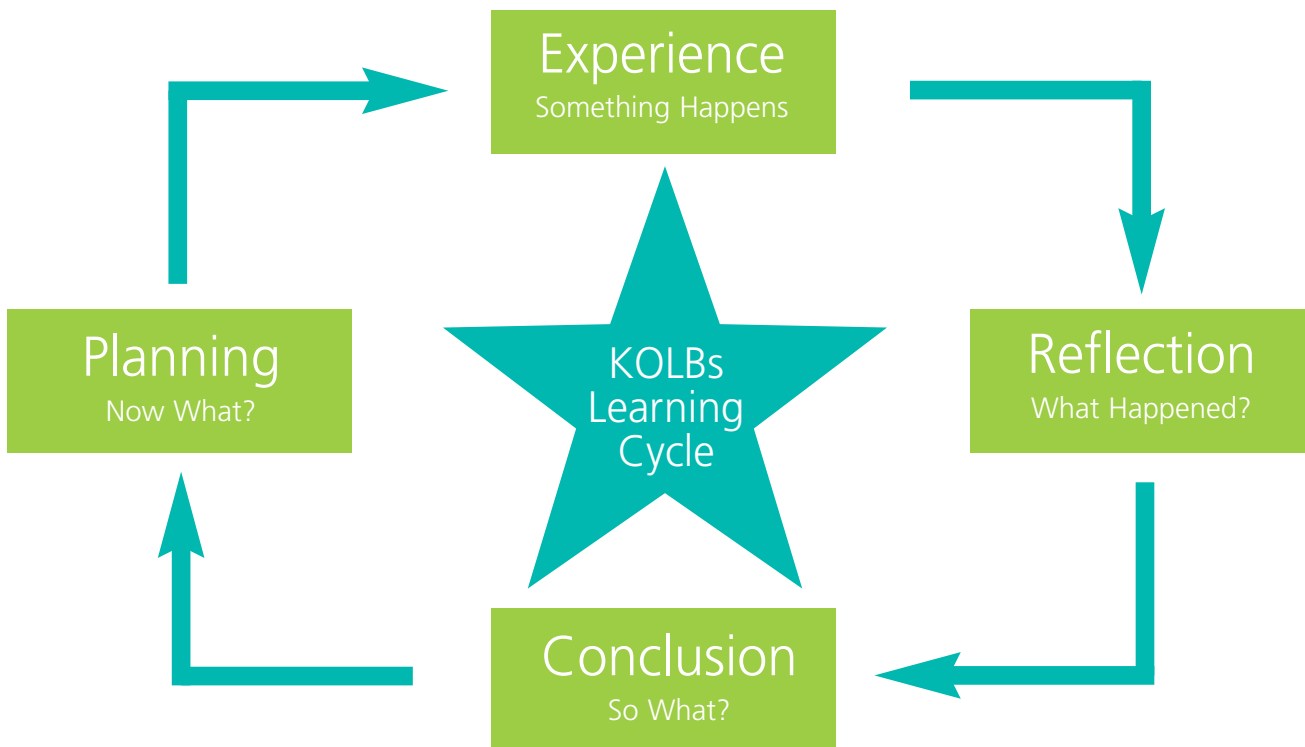 Experience
Something Happens
Planning
Now What?
KOLBs
Learning
Cycle
Reflection
What Happened?
Conclusion
So What?